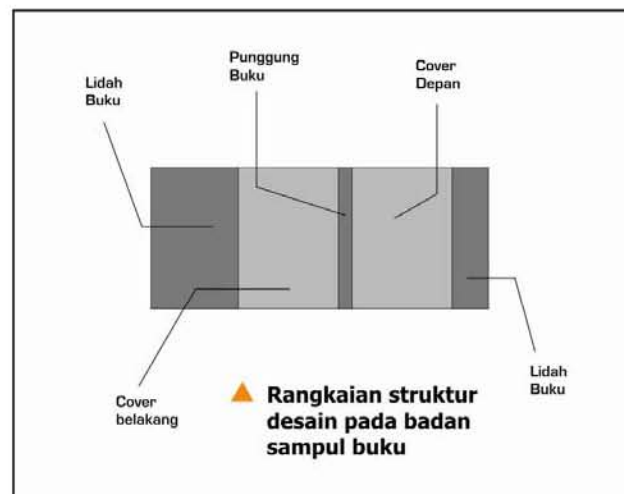 Punggung
Buku
Cover
Depan
Lidah
Buku
Lidah
Buku
Cover
belakang
Rangkaian struktur
desain pada badan
sampul buku